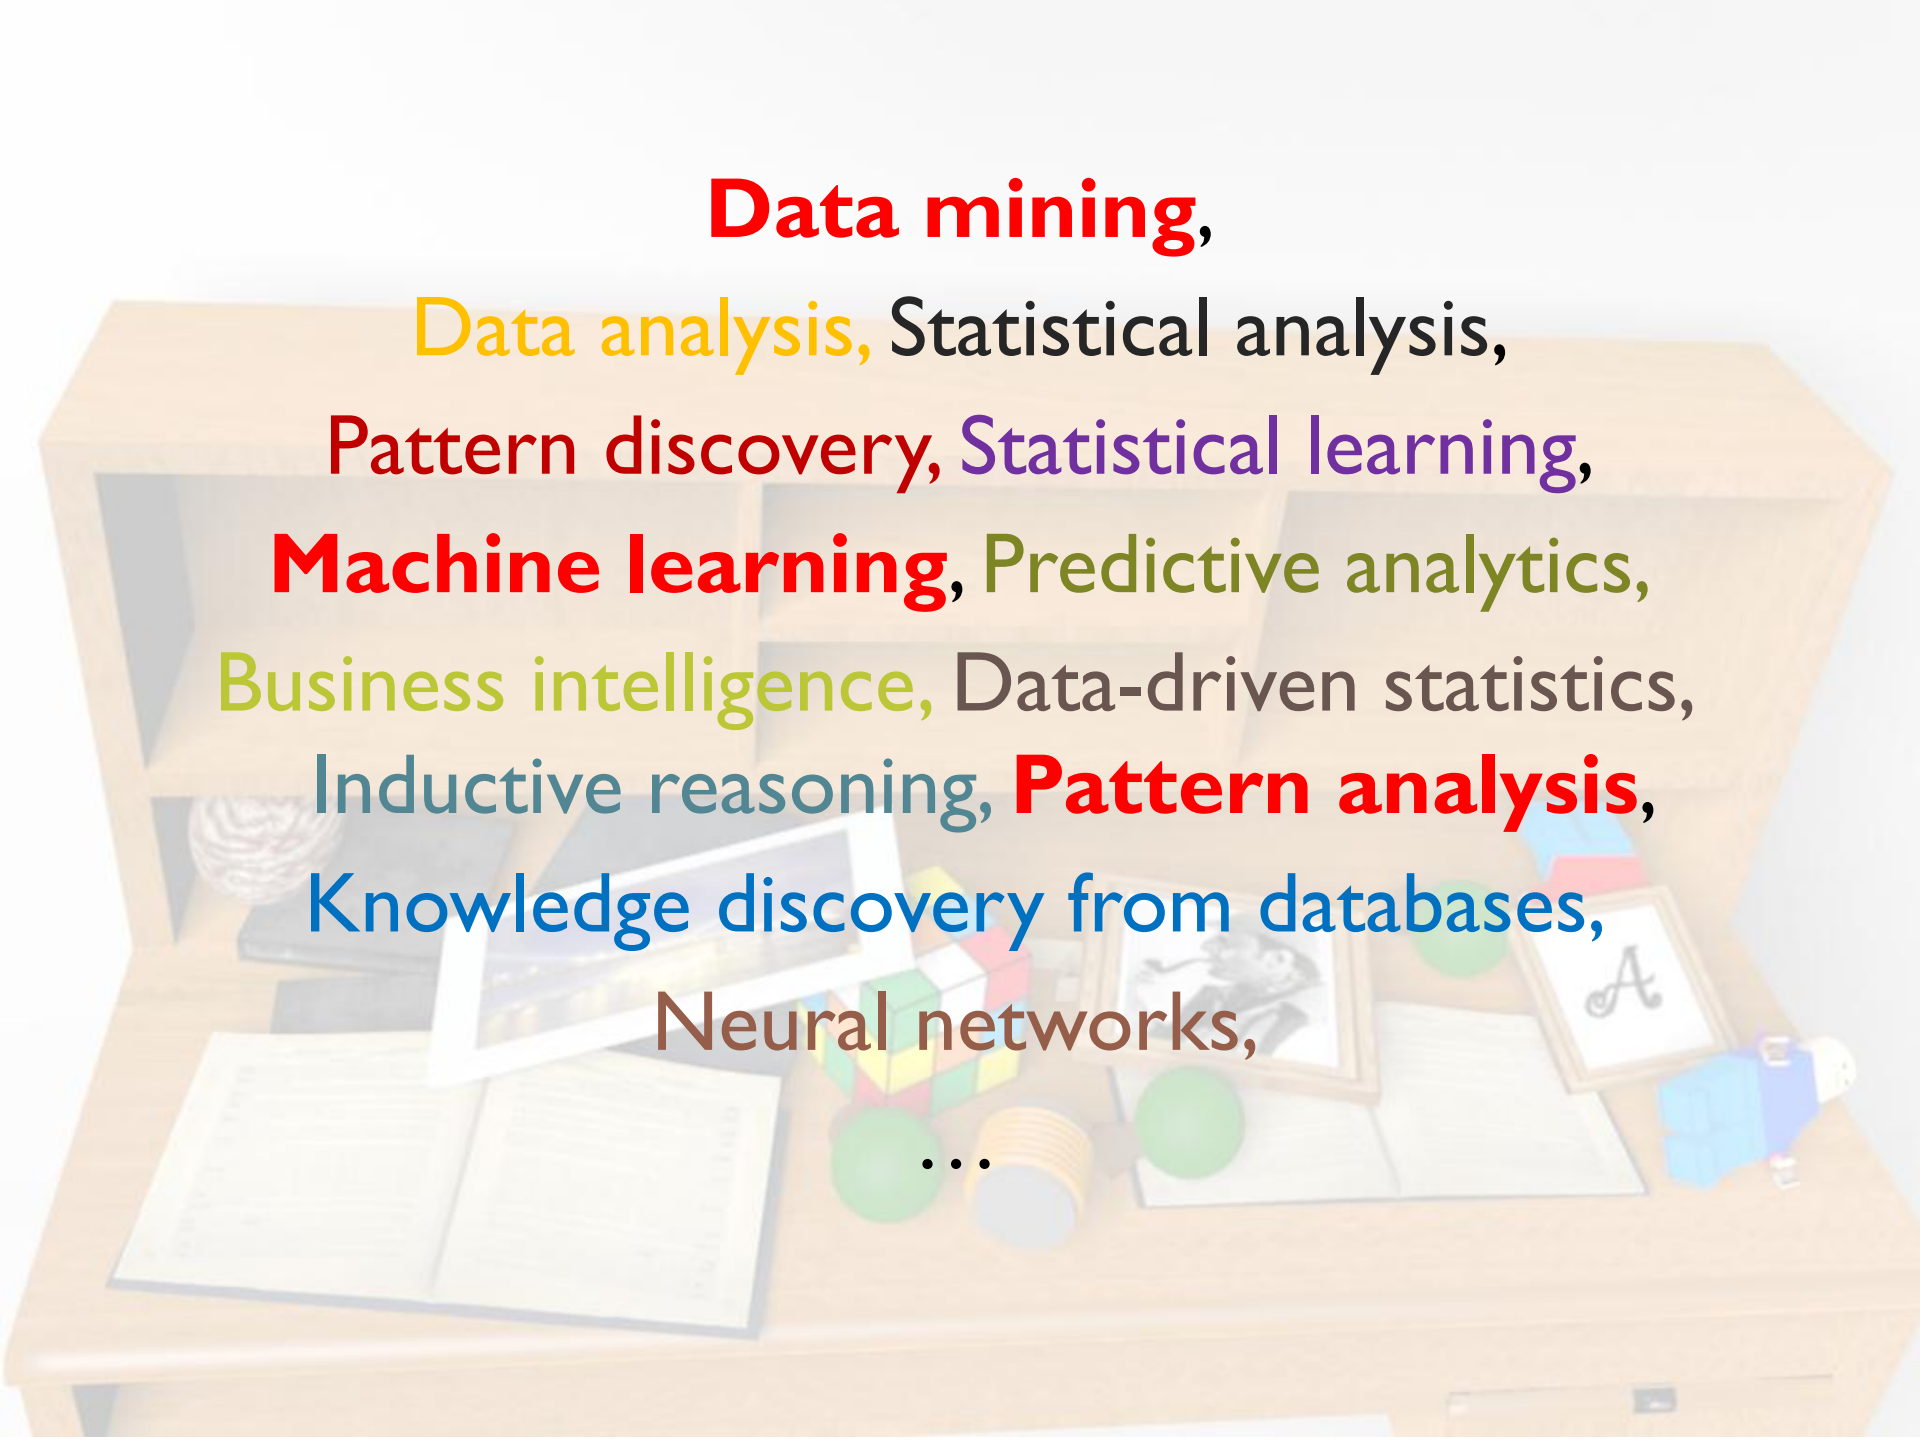 Data mining,
Data analysis, Statistical analysis,
Pattern discovery, Statistical learning,
Machine learning, Predictive analytics,
Business intelligence, Data-driven statistics,
Inductive reasoning, Pattern analysis,
Knowledge discovery from databases,
Neural networks,
…
A